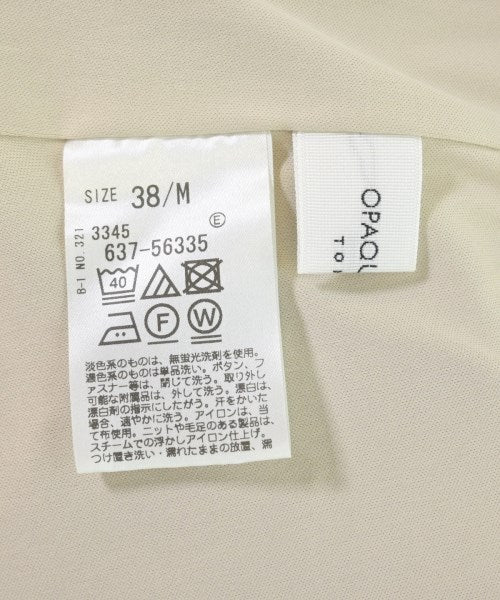 SIZE 38/M
Ⓔ
3345
637-56335
B-1 NO.321
40
F W
淡色系のものは、無蛍光洗剤を使用。
濃色系のものは単品洗い。ボタン、フ
ァスナー等は、閉じて洗う。取り外し
可能な附属品は、外して洗う。漂白は、
漂白剤の指示にしたがう。汗をかいた
場合、速やかに洗う。アイロンは、当
て布使用。ニットや毛足のある製品は、
スチームでの浮かしアイロン仕上げ。
つけ置き洗い・濡れたままの放置、濡
OPAQU
TO